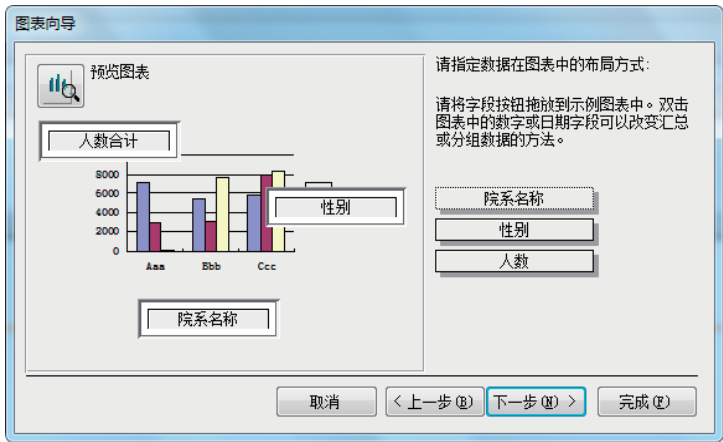 图表向导
预览图表
人数合计
8000
6000
4000
2000
0
Aaa Bbb Ccc
性别
院系名称
请指定数据在图表中的布局方式:
请将字段按钮拖放到示例图表中。双击
图表中的数字或日期字段可以改变汇总
或分组数据的方法。
院系名称
性别
人数
取消 < 上一步(B) 下一步(N) > 完成(F)